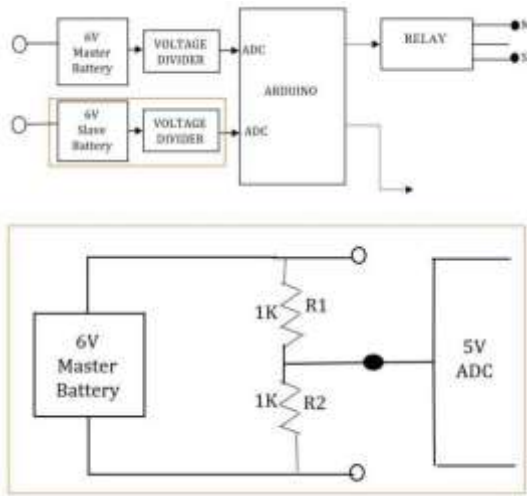 6V
Master
Battery
VOLTAGE
DIVIDER
ADC
ARDUINO
RELAY
6V
Slave
Battery
VOLTAGE
DIVIDER
ADC
6V
Master
Battery
1K R1
1K R2
5V
ADC